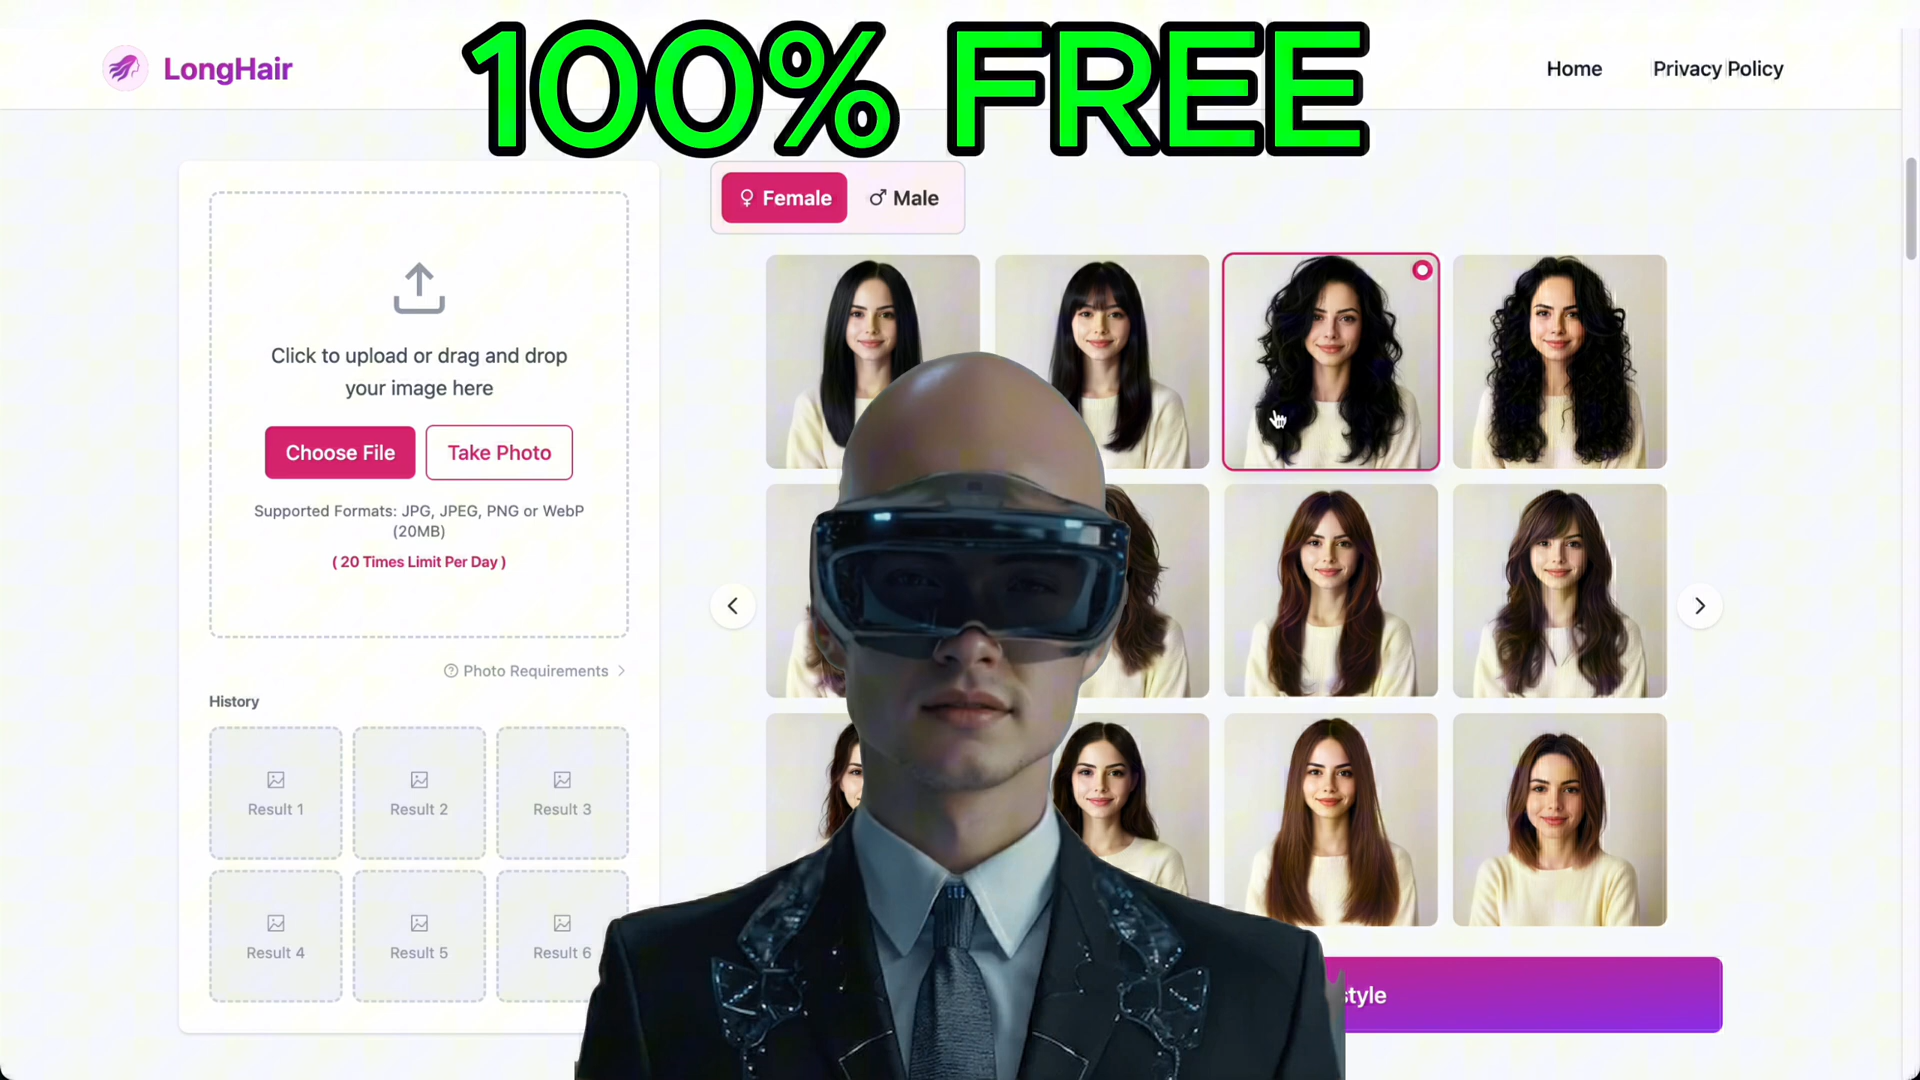 100% FREE
LongHair
Home
Privacy Policy
Female
Male
Click to upload or drag and drop
your image here
Choose File
Take Photo
Supported Formats: JPG, JPEG, PNG or WebP
(20MB)
( 20 Times Limit Per Day )
Photo Requirements
History
Result 1
Result 2
Result 3
Result 4
Result 5
Result 6
style